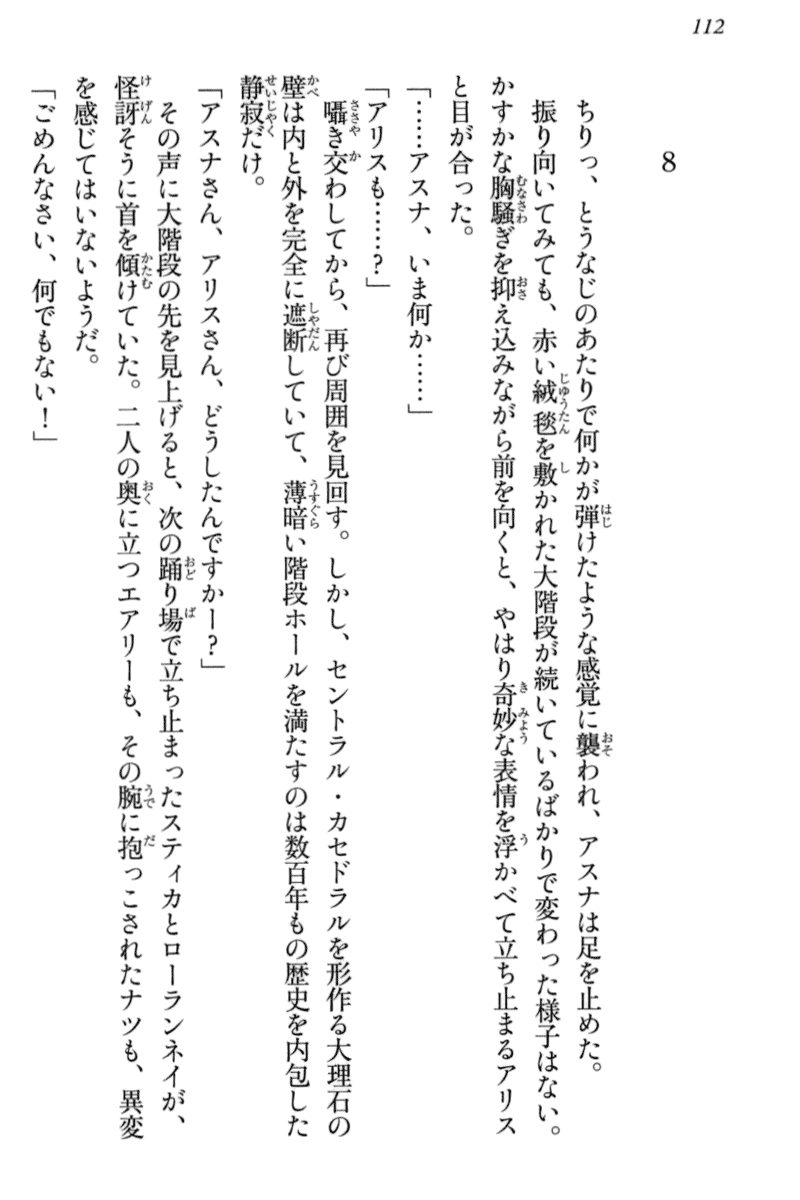 112
8
ちりっ、とうなじのあたりで何かが弾けたような感覚に襲われ、アスナは足を止めた。
振り向いてみても、赤い絨毯を敷かれた大階段が続いているばかりで変わった様子はない。
かすかな胸騒ぎを抑え込みながら前を向くと、やはり奇妙な表情を浮かべて立ち止まるアリス
と目が合った。
「……アスナ、いま何か……」
「アリスも……?」
囁き交わしてから、再び周囲を見回す。しかし、セントラル・カセドラルを形作る大理石の
壁は内と外を完全に遮断していて、薄暗い階段ホールを満たすのは数百年もの歴史を内包した
静寂だけ。
「アスナさん、アリスさん、どうしたんですかー?」
その声に大階段の先を見上げると、次の踊り場で立ち止まったスティカとローランネイが、
怪訝そうに首を傾けていた。二人の奥に立つエアリーも、その腕に抱っこされたナツも、異変
を感じてはいないようだ。
「ごめんなさい、何でもない!」